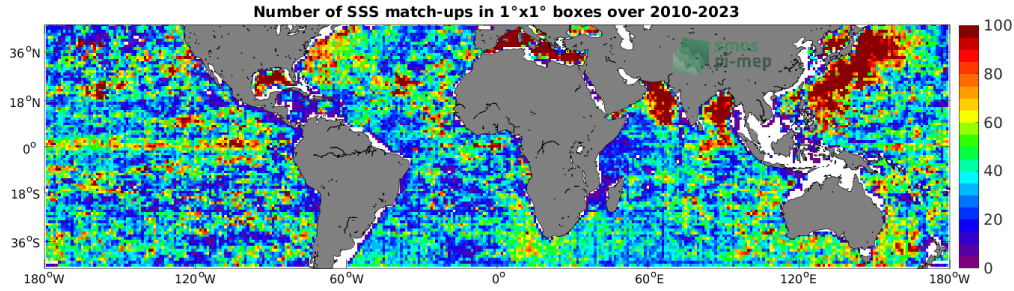 Number of SSS match-ups in 1°x1° boxes over 2010-2023
smos
pi-mep
36°N
18°N
0°
18°S
36°S
180°W
120°W
60°W
0°
60°E
120°E
180°W
100
80
60
40
20
0